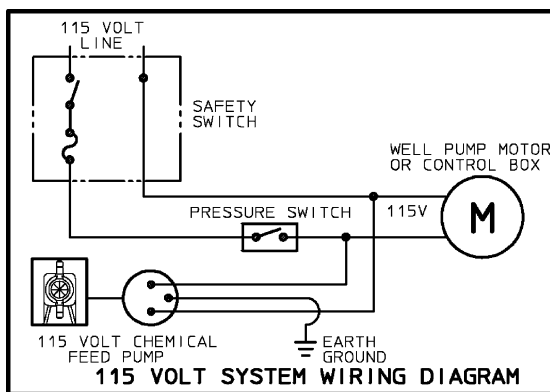 115 VOLT
LINE
SAFETY
SWITCH
WELL PUMP MOTOR
OR CONTROL BOX
PRESSURE SWITCH
115V
M
115 VOLT CHEMICAL
FEED PUMP
EARTH
GROUND
115 VOLT SYSTEM WIRING DIAGRAM